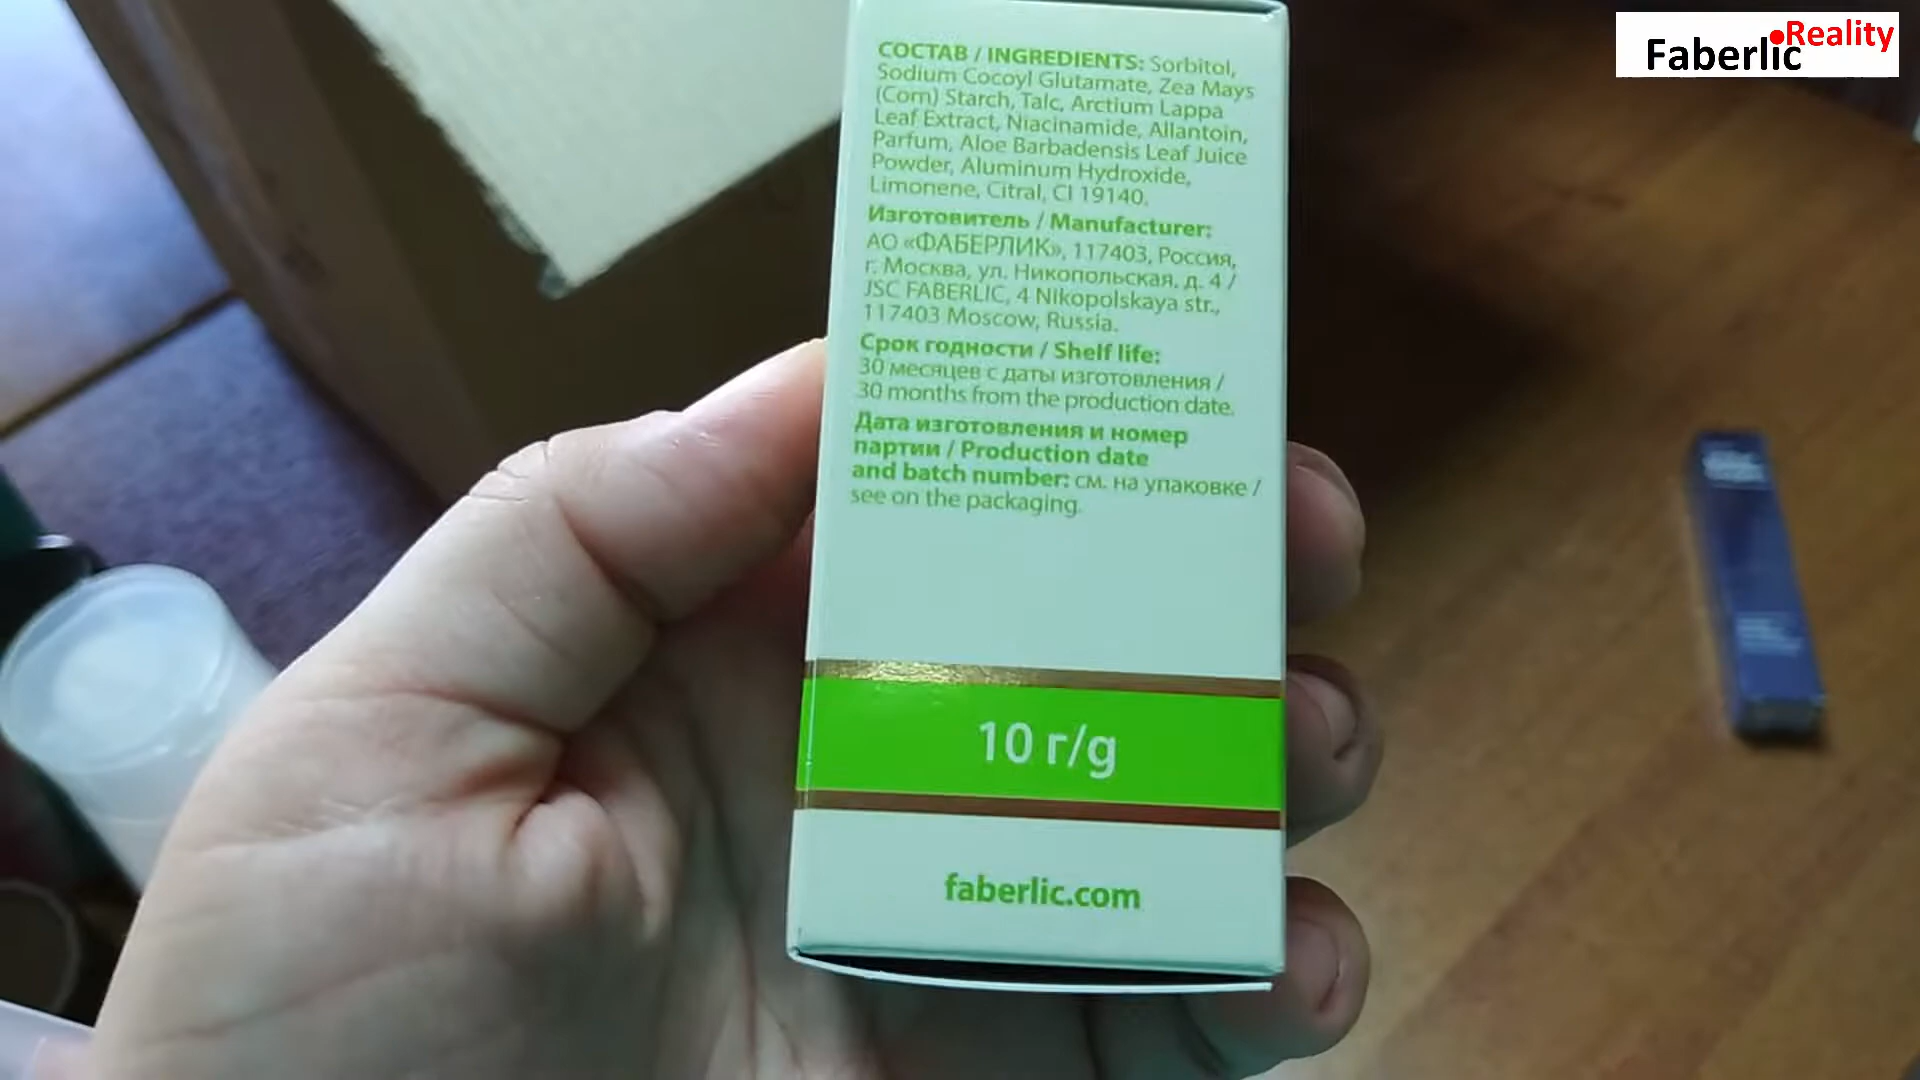 Faberlic Reality
СОСТАВ / INGREDIENTS: Sorbitol,
Sodium Cocoyl Glutamate, Zea Mays
(Corn) Starch, Talc, Arctium Lappa
Leaf Extract, Niacinamide, Allantoin,
Parfum, Aloe Barbadensis Leaf Juice
Powder, Aluminum Hydroxide,
Limonene, Citral, CI 19140.
Изготовитель / Manufacturer:
АО «ФАБЕРЛИК», 117403, Россия,
г. Москва, ул. Никопольская, д. 4 /
JSC FABERLIC, 4 Nikopolskaya str.,
117403 Moscow, Russia.
Срок годности / Shelf life:
30 месяцев с даты изготовления /
30 months from the production date.
Дата изготовления и номер
партии / Production date
and batch number: см. на упаковке /
see on the packaging.
10 г/g
faberlic.com